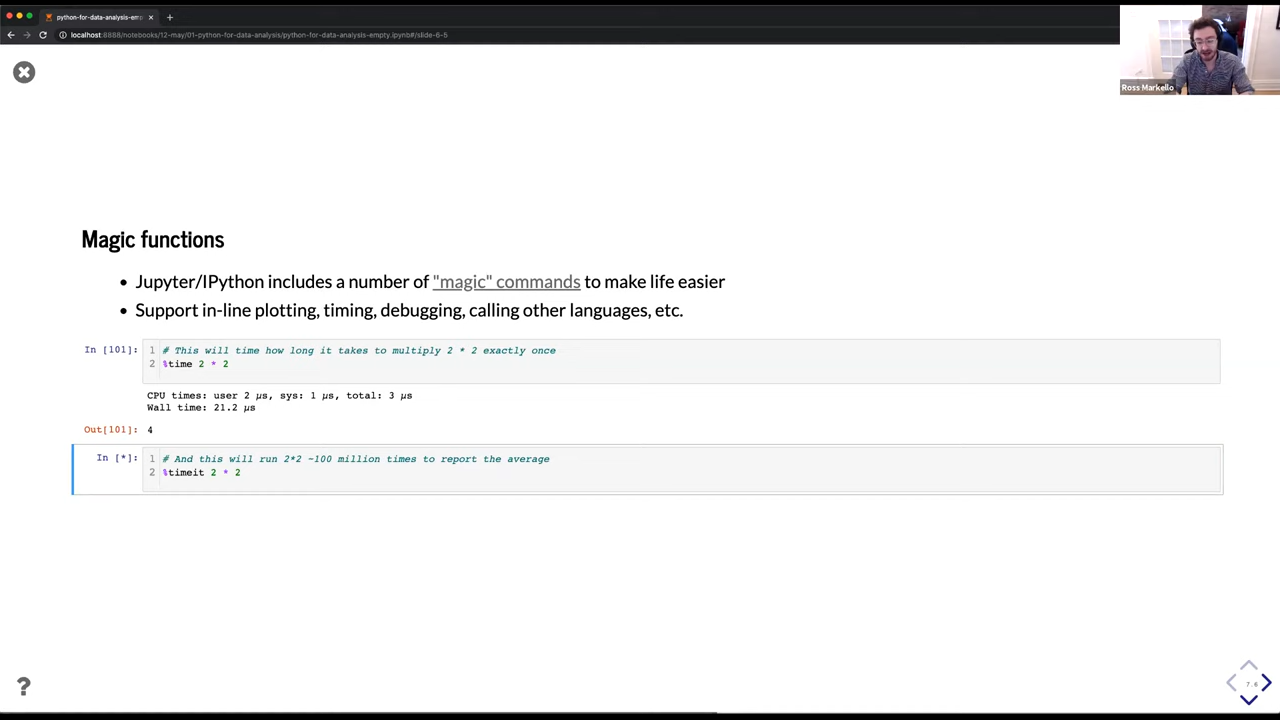 python-for-data-analysis-emp
localhost:8888/notebooks/12-may/01-python-for-data-analysis/python-for-data-analysis-empty.ipynb#/slide-6-5
Ross Markello
Magic functions
• Jupyter/IPython includes a number of "magic" commands to make life easier
• Support in-line plotting, timing, debugging, calling other languages, etc.
In [101]:
1 # This will time how long it takes to multiply 2 * 2 exactly once
2 %time 2 * 2
CPU times: user 2 µs, sys: 1 µs, total: 3 µs
Wall time: 21.2 µs
Out[101]: 4
In [*]:
1 # And this will run 2*2 ~100 million times to report the average
2 %timeit 2 * 2
?
7.6